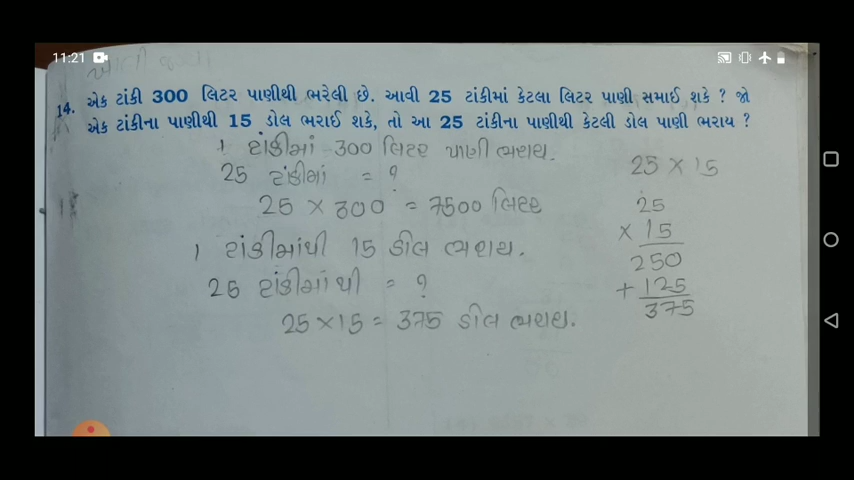 11:21
14. એક ટાંકી 300 લિટર પાણીથી ભરેલી છે. આવી 25 ટાંકીમાં કેટલા લિટર પાણી સમાઈ શકે ? જો
એક ટાંકીના પાણીથી 15 ડોલ ભરાઈ શકે, તો આ 25 ટાંકીના પાણીથી કેટલી ડોલ પાણી ભરાય ?
1 ટાંકીમાં 300 લિટર પાણી ભરાય.
25 ટાંકીમાં = ?
25 × 300 = 7500 લિટર
1 ટાંકીમાંથી 15 ડોલ ભરાય.
25 ટાંકીમાંથી = ?
25 × 15 = 375 ડોલ ભરાય.
25 × 15
25
× 15
250
+ 125
375